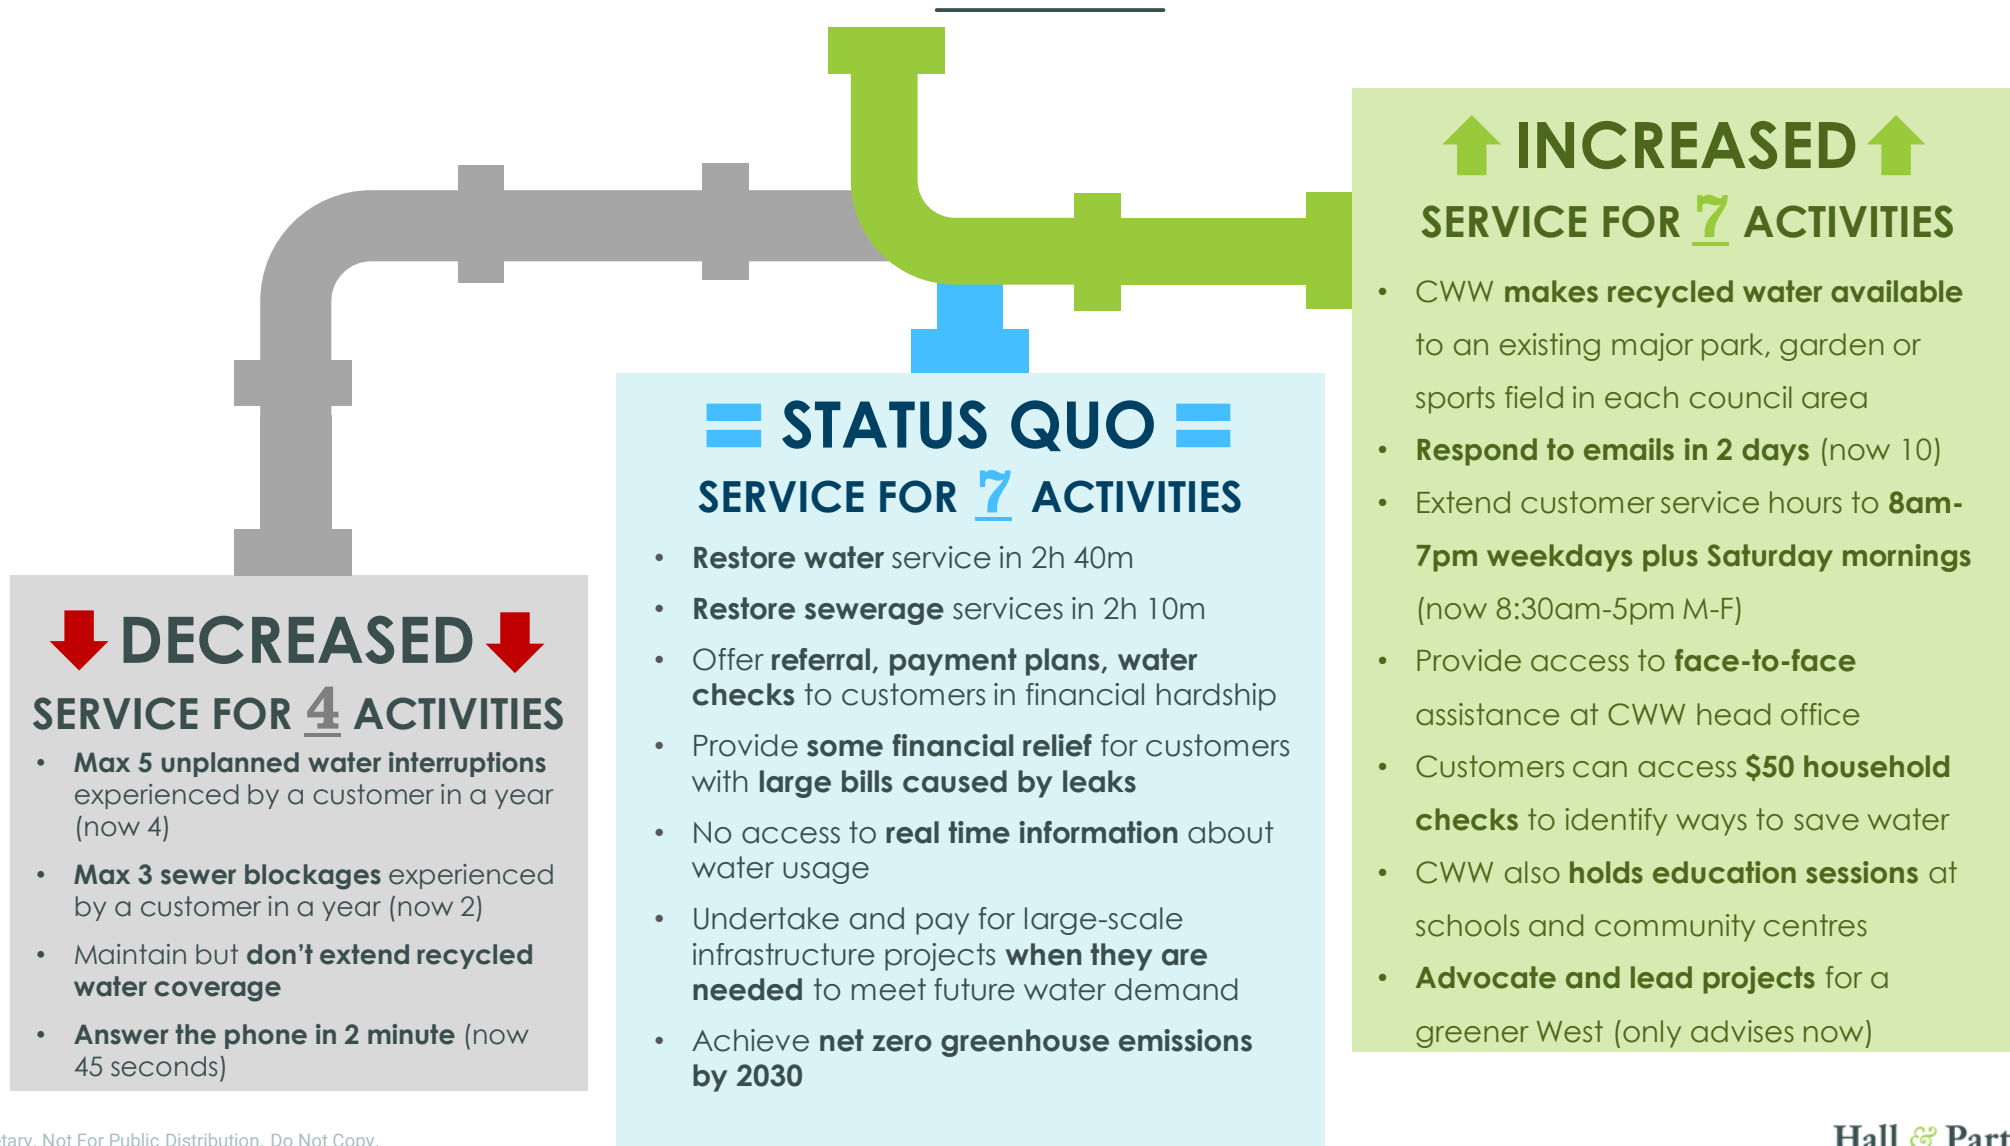 DECREASED
SERVICE FOR 4 ACTIVITIES
• Max 5 unplanned water interruptions
experienced by a customer in a year
(now 4)
• Max 3 sewer blockages experienced
by a customer in a year (now 2)
• Maintain but don't extend recycled
water coverage
• Answer the phone in 2 minute (now
45 seconds)
STATUS QUO
SERVICE FOR 7 ACTIVITIES
• Restore water service in 2h 40m
• Restore sewerage services in 2h 10m
• Offer referral, payment plans, water
checks to customers in financial hardship
• Provide some financial relief for customers
with large bills caused by leaks
• No access to real time information about
water usage
• Undertake and pay for large-scale
infrastructure projects when they are
needed to meet future water demand
• Achieve net zero greenhouse emissions
by 2030
INCREASED
SERVICE FOR 7 ACTIVITIES
• CWW makes recycled water available
to an existing major park, garden or
sports field in each council area
• Respond to emails in 2 days (now 10)
• Extend customer service hours to 8am-
7pm weekdays plus Saturday mornings
(now 8:30am-5pm M-F)
• Provide access to face-to-face
assistance at CWW head office
• Customers can access $50 household
checks to identify ways to save water
• CWW also holds education sessions at
schools and community centres
• Advocate and lead projects for a
greener West (only advises now)
etary. Not For Public Distribution. Do Not Copy.
Hall & Part